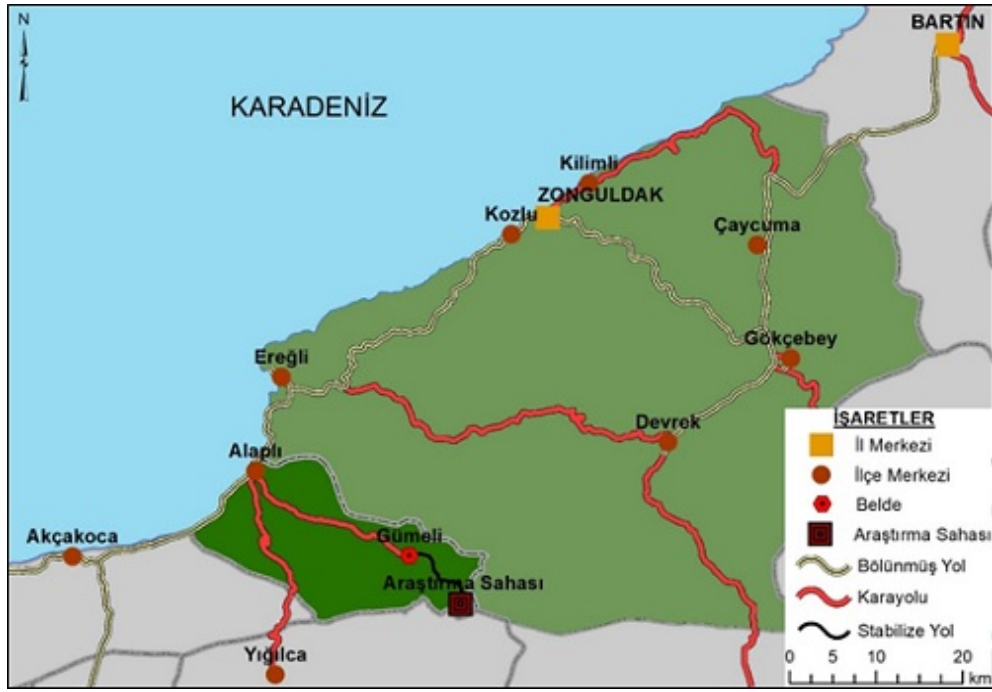 N
BARTIN
KARADENİZ
Kilimli
ZONGULDAK
Kozlu
Çaycuma
Gökçebey
Ereğli
Devrek
Alaplı
Akçakoca
Gümeli
Araştırma Sahası
Yığılca
İŞARETLER
İl Merkezi
İlçe Merkezi
Belde
Araştırma Sahası
Bölünmüş Yol
Karayolu
Stabilize Yol
0 5 10 20
km